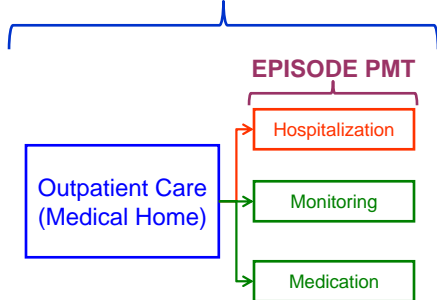 EPISODE PMT
Hospitalization
Outpatient Care
(Medical Home)
Monitoring
Medication